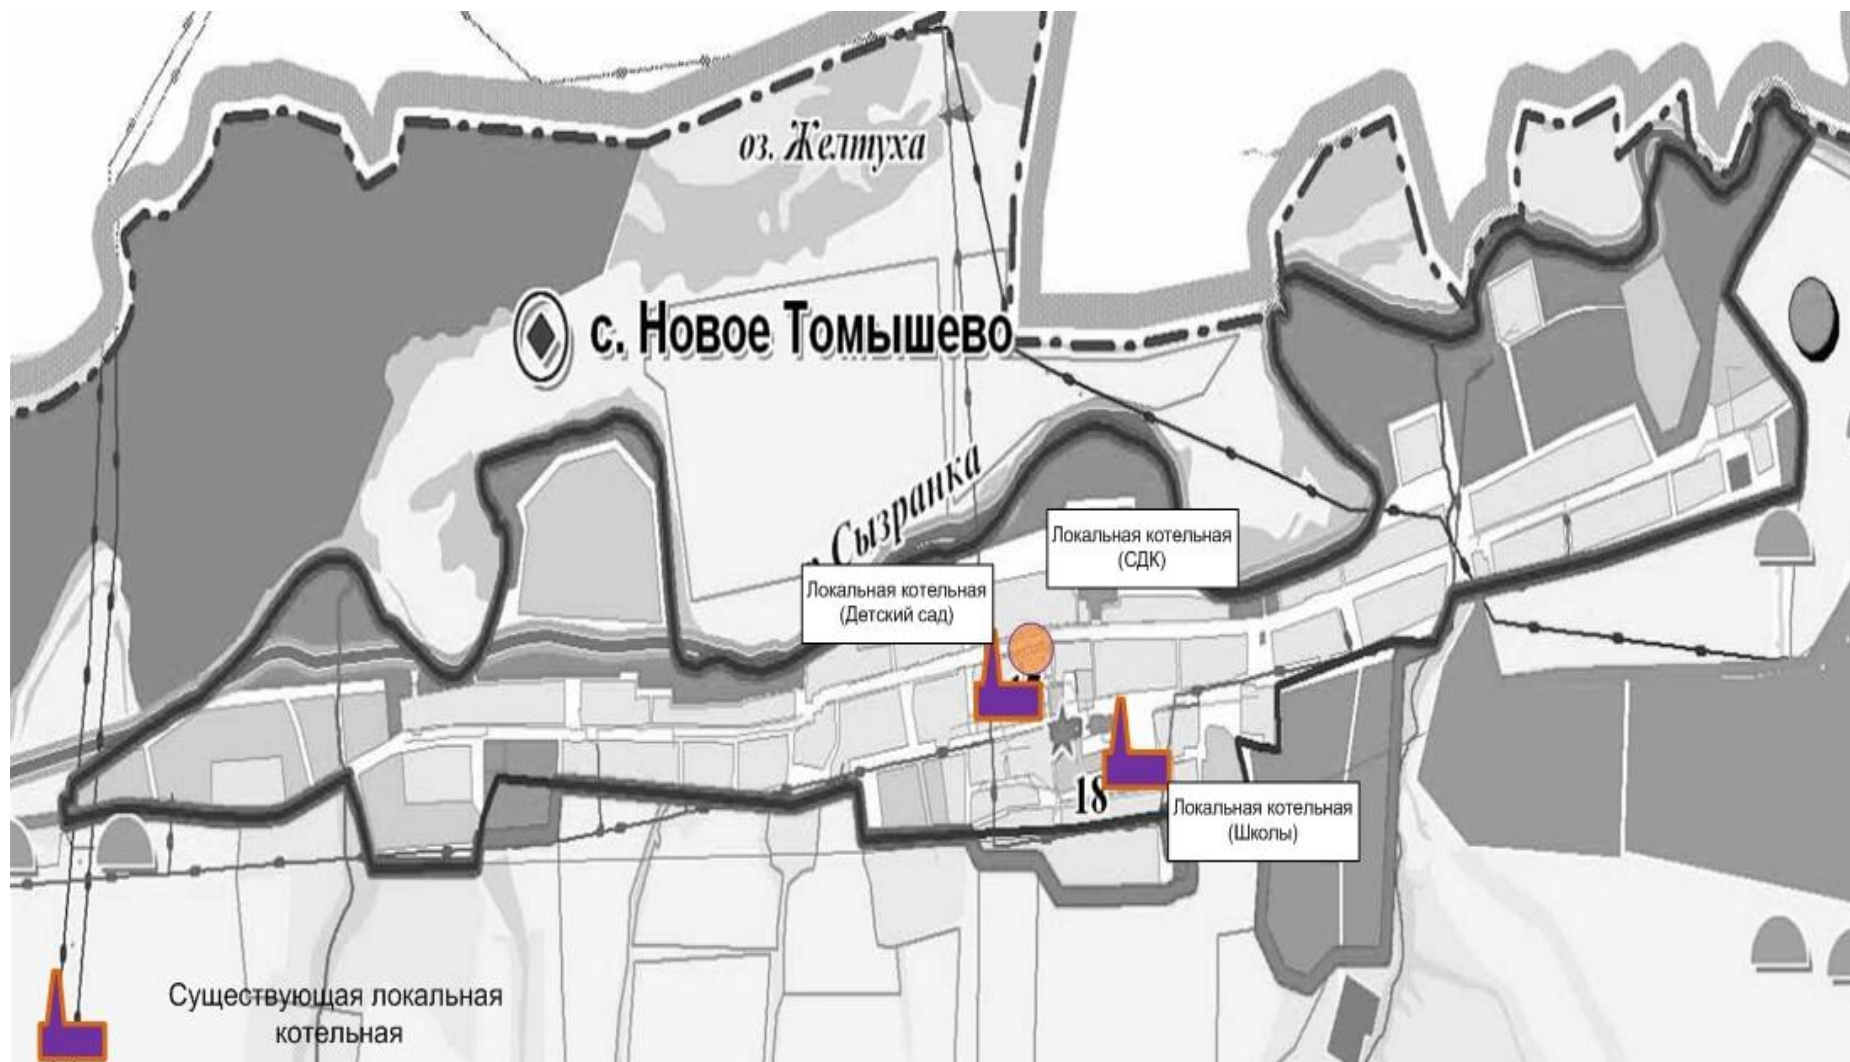 оз. Желтуха
с. Новое Томышево
Сызранка
Локальная котельная
(СДК)
Локальная котельная
(Детский сад)
18
Локальная котельная
(Школы)
Существующая локальная
котельная